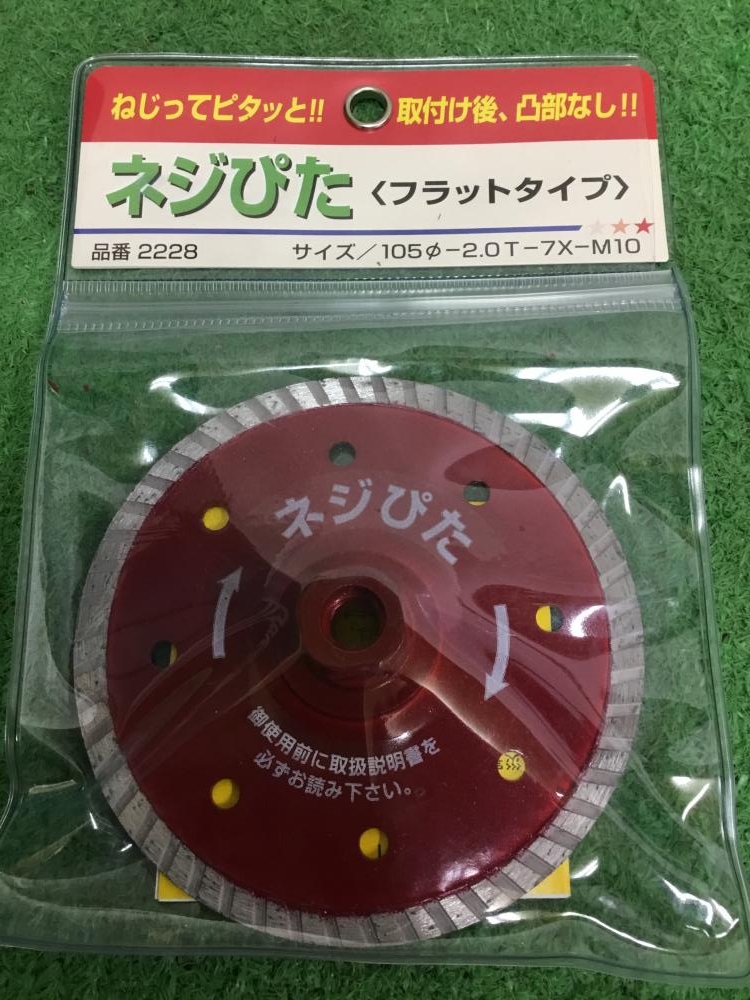 ねじってピタッと!!
取付け後、凸部なし!!
ネジぴた〈フラットタイプ〉
品番 2228 サイズ／105φ−2.0T−7X−M10
ネジぴた
御使用前に取扱説明書を
必ずお読み下さい。